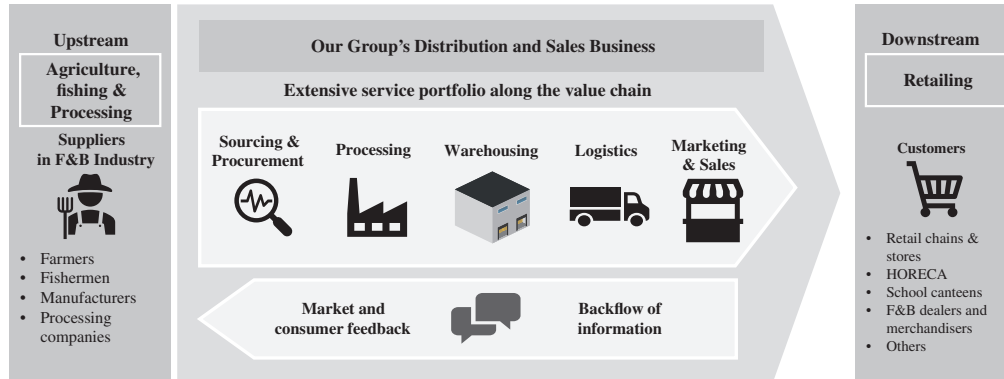 Upstream
Agriculture,
fishing &
Processing
Suppliers
in F&B Industry
• Farmers
• Fishermen
• Manufacturers
• Processing
companies
Our Group's Distribution and Sales Business
Extensive service portfolio along the value chain
Sourcing &
Procurement
Processing
Warehousing
Logistics
Marketing
& Sales
Market and
consumer feedback
Backflow of
information
Downstream
Retailing
Customers
• Retail chains &
stores
• HORECA
• School canteens
• F&B dealers and
merchandisers
• Others